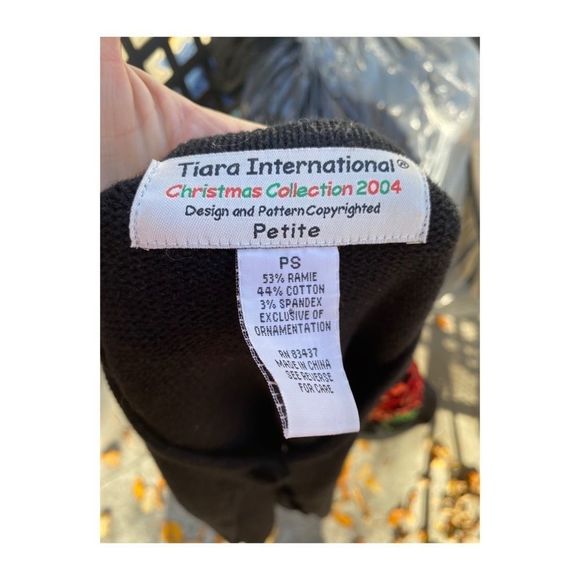 Tiara International®
Christmas Collection 2004
Design and Pattern Copyrighted
Petite
PS
53% RAMIE
44% COTTON
3% SPANDEX
EXCLUSIVE OF
ORNAMENTATION
RN 83437
MADE IN CHINA
SEE REVERSE
FOR CARE